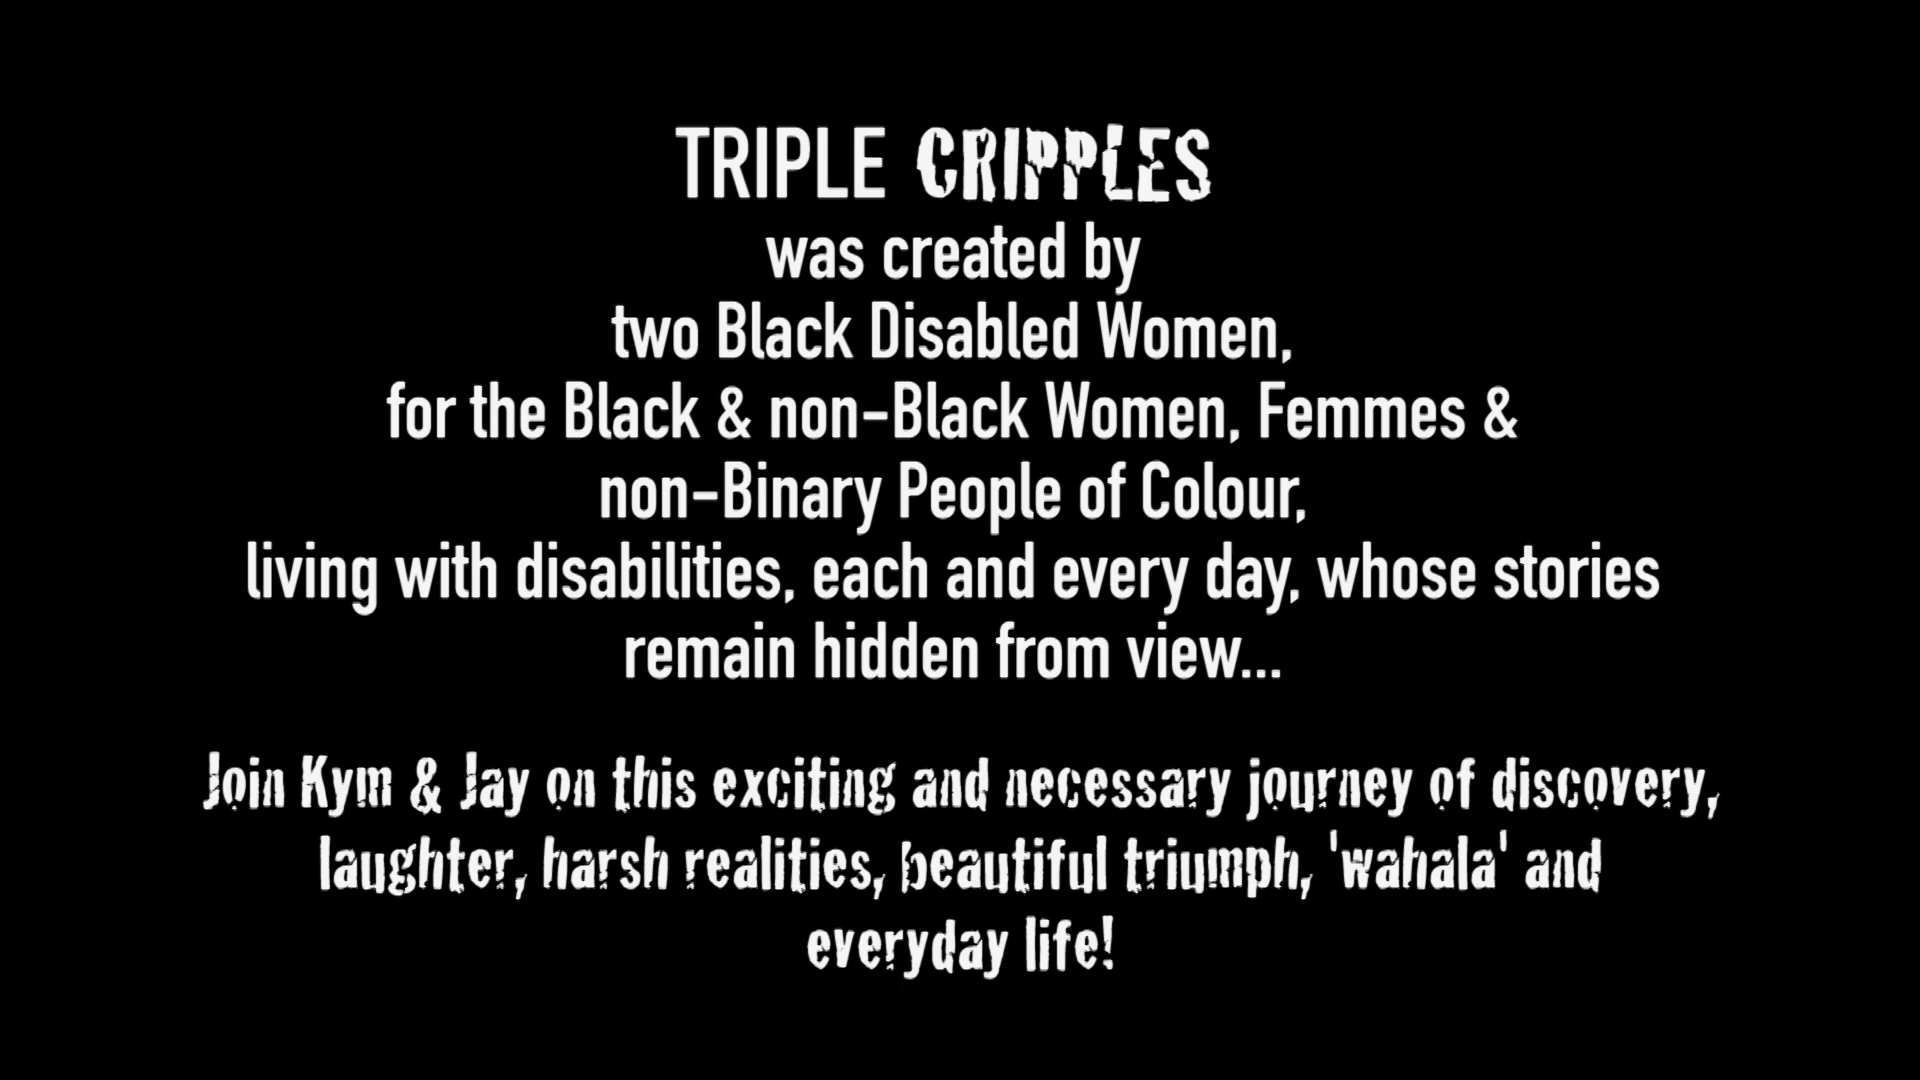 TRIPLE CRIPPLES
was created by
two Black Disabled Women,
for the Black & non-Black Women, Femmes &
non-Binary People of Colour,
living with disabilities, each and every day, whose stories
remain hidden from view...
Join Kym & Jay on this exciting and necessary journey of discovery,
laughter, harsh realities, beautiful triumph, 'wahala' and
everyday life!